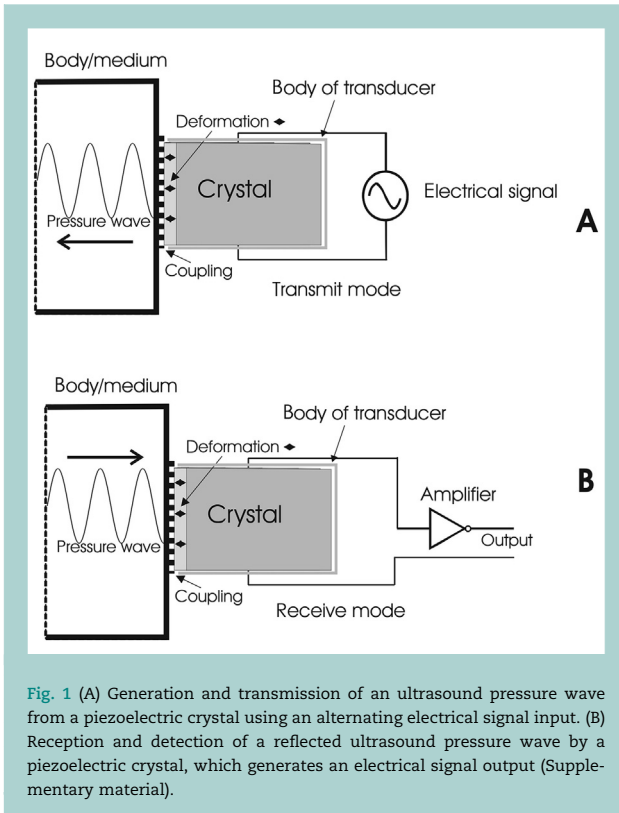 Body/medium
Body of transducer
Deformation
Crystal
Electrical signal
Pressure wave
Coupling
Transmit mode
A
Body/medium
Body of transducer
Deformation
Crystal
Amplifier
Output
Pressure wave
Coupling
Receive mode
B
Fig. 1 (A) Generation and transmission of an ultrasound pressure wave
from a piezoelectric crystal using an alternating electrical signal input. (B)
Reception and detection of a reflected ultrasound pressure wave by a
piezoelectric crystal, which generates an electrical signal output (Supple-
mentary material).